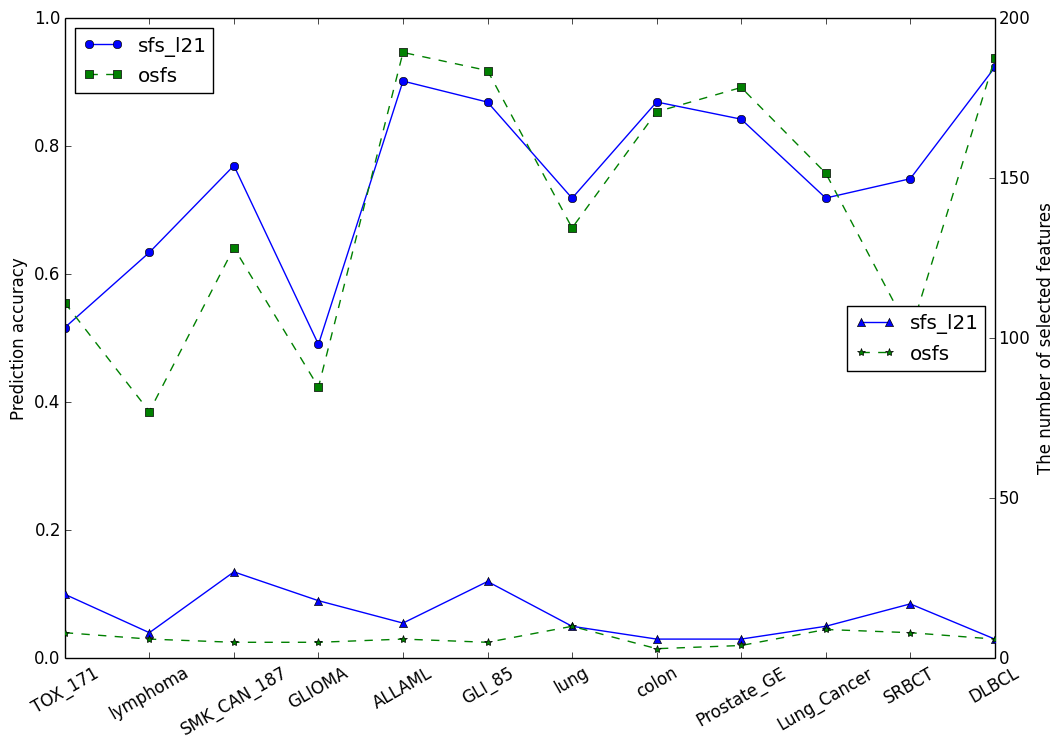 1.0
0.8
0.6
0.4
0.2
0.0
Prediction accuracy
sfs_l21
osfs
200
150
100
50
0
The number of selected features
sfs_l21
osfs
TOX_171
lymphoma
SMK_CAN_187
GLIOMA
ALLAML
GLI_85
lung
colon
Prostate_GE
Lung_Cancer
SRBCT
DLBCL